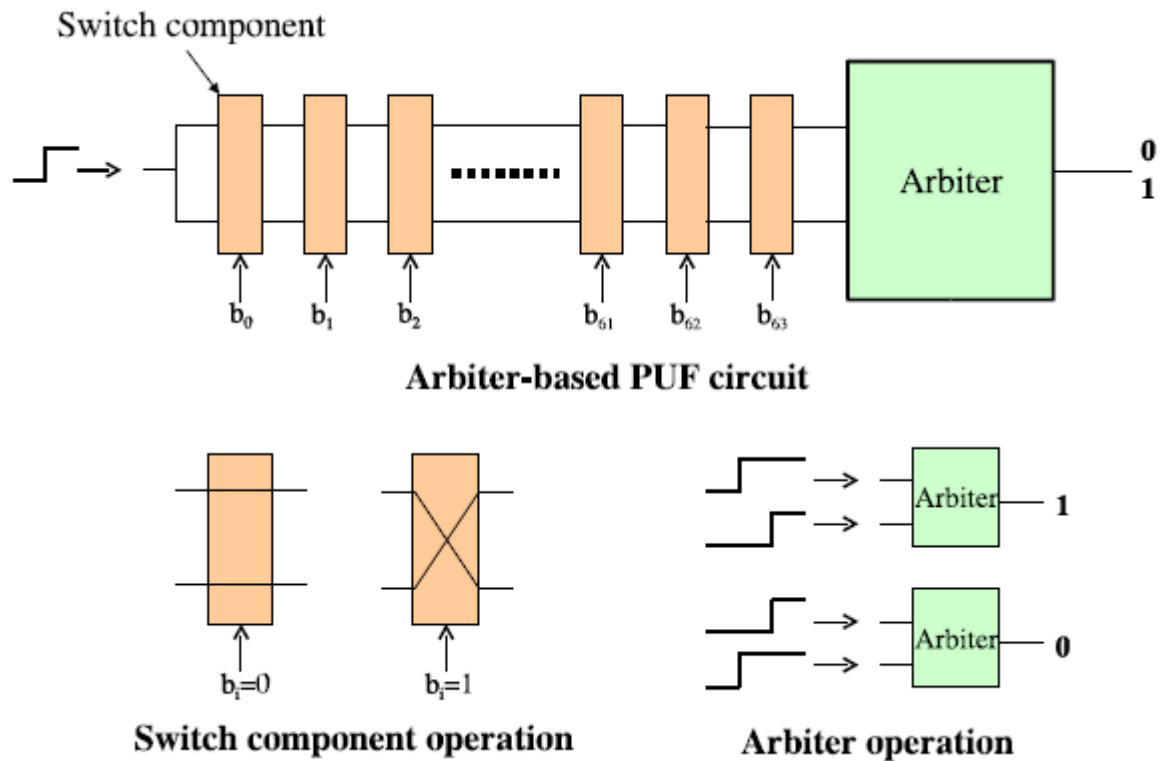 Switch component
Arbiter
0
1
b₀ b₁ b₂ b₆₁ b₆₂ b₆₃
Arbiter-based PUF circuit
Arbiter 1
Arbiter 0
bᵢ=0 bᵢ=1
Switch component operation
Arbiter operation